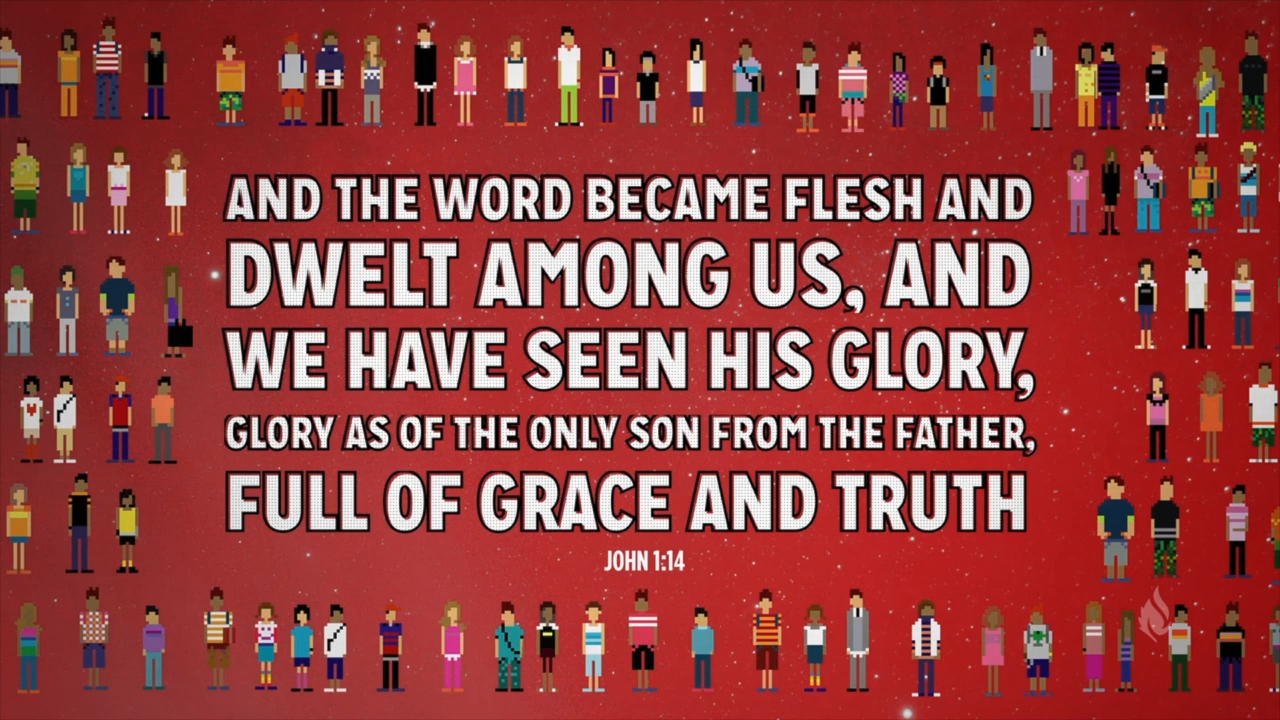 AND THE WORD BECAME FLESH AND
DWELT AMONG US, AND
WE HAVE SEEN HIS GLORY,
GLORY AS OF THE ONLY SON FROM THE FATHER,
FULL OF GRACE AND TRUTH
JOHN 1:14